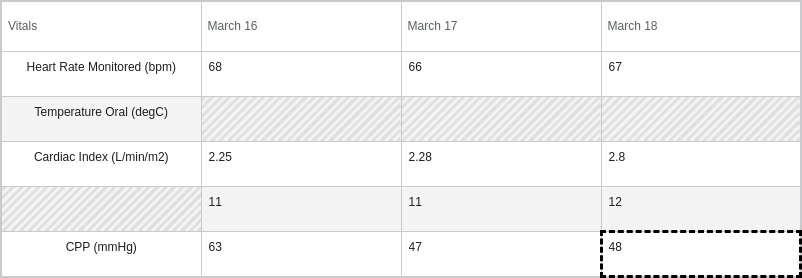 Vitals March 16 March 17 March 18
Heart Rate Monitored (bpm) 68 66 67
Temperature Oral (degC)
Cardiac Index (L/min/m2) 2.25 2.28 2.8
11 11 12
CPP (mmHg) 63 47 48